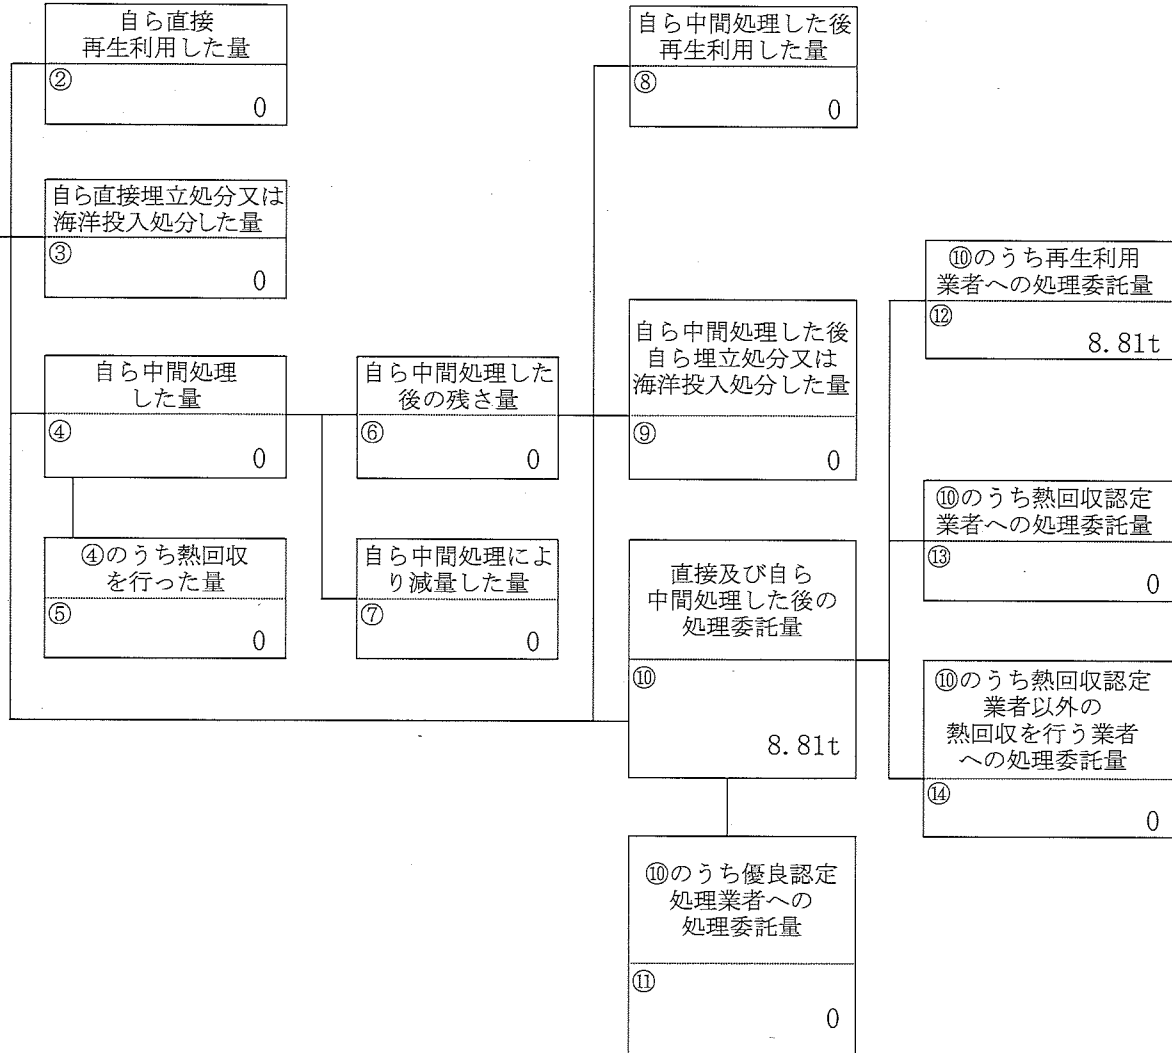 自ら直接
再生利用した量
②
0
自ら直接埋立処分又は
海洋投入処分した量
③
0
自ら中間処理
した量
④
0
④のうち熱回収
を行った量
⑤
0
自ら中間処理した
後の残さ量
⑥
0
自ら中間処理によ
り減量した量
⑦
0
自ら中間処理した後
再生利用した量
⑧
0
自ら中間処理した後
自ら埋立処分又は
海洋投入処分した量
⑨
0
直接及び自ら
中間処理した後の
処理委託量
⑩
8.81t
⑩のうち優良認定
処理業者への
処理委託量
⑪
0
⑩のうち再生利用
業者への処理委託量
⑫
8.81t
⑩のうち熱回収認定
業者への処理委託量
⑬
0
⑩のうち熱回収認定
業者以外の
熱回収を行う業者
への処理委託量
⑭
0